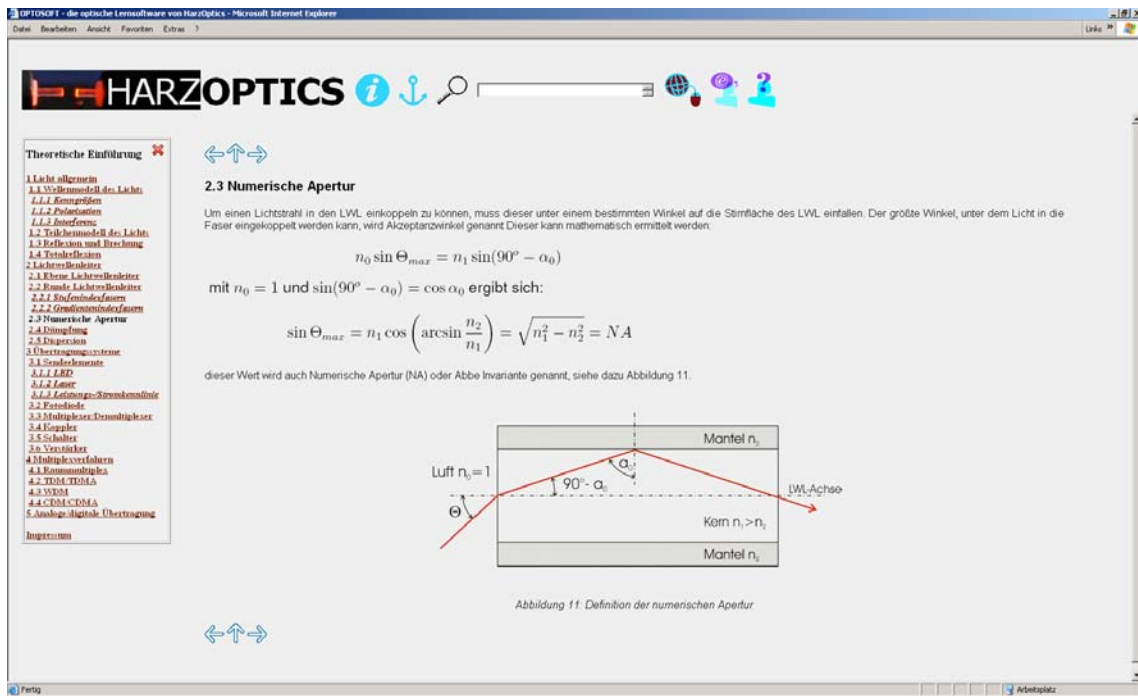 OPTOSOFT - die optische Lernsoftware von HarzOptics - Microsoft Internet Explorer
Datei Bearbeiten Ansicht Favoriten Extras ?
Links »
HARZOPTICS
Theoretische Einführung
1 Licht allgemein
1.1 Wellenmodell des Lichts
1.1.1 Kenngrößen
1.1.2 Polarisation
1.1.3 Interferenz
1.2 Teilchenmodell des Lichts
1.3 Reflexion und Brechung
1.4 Totalreflexion
2 Lichtwellenleiter
2.1 Ebene Lichtwellenleiter
2.2 Runde Lichtwellenleiter
2.2.1 Stufenindexfasern
2.2.2 Gradientenindexfasern
2.3 Numerische Apertur
2.4 Dämpfung
2.5 Dispersion
3 Übertragungssysteme
3.1 Sendeelemente
3.1.1 LED
3.1.2 Laser
3.1.3 Leistungs-/Stromkennlinie
3.2 Fotodiode
3.3 Multiplexer/Demultiplexer
3.4 Koppler
3.5 Schalter
3.6 Verstärker
4 Multiplexverfahren
4.1 Raummultiplex
4.2 TDM/TDMA
4.3 WDM
4.4 CDM/CDMA
5 Analoge/digitale Übertragung
Impressum
2.3 Numerische Apertur
Um einen Lichtstrahl in den LWL einkoppeln zu können, muss dieser unter einem bestimmten Winkel auf die Stirnfläche des LWL einfallen. Der größte Winkel, unter dem Licht in die
Faser eingekoppelt werden kann, wird Akzeptanzwinkel genannt Dieser kann mathematisch ermittelt werden:
n₀ sin Θₘₐₓ = n₁ sin(90° − α₀)
mit n₀ = 1 und sin(90° − α₀) = cos α₀ ergibt sich:
sin Θₘₐₓ = n₁ cos (arcsin n₂/n₁) = √(n₁² − n₂²) = NA
dieser Wert wird auch Numerische Apertur (NA) oder Abbe Invariante genannt, siehe dazu Abbildung 11.
Mantel n₂
Luft n₀=1
α₀
90°- α₀
LWL-Achse
Θ
Kern n₁>n₂
Mantel n₂
Abbildung 11: Definition der numerischen Apertur
Fertig
Arbeitsplatz